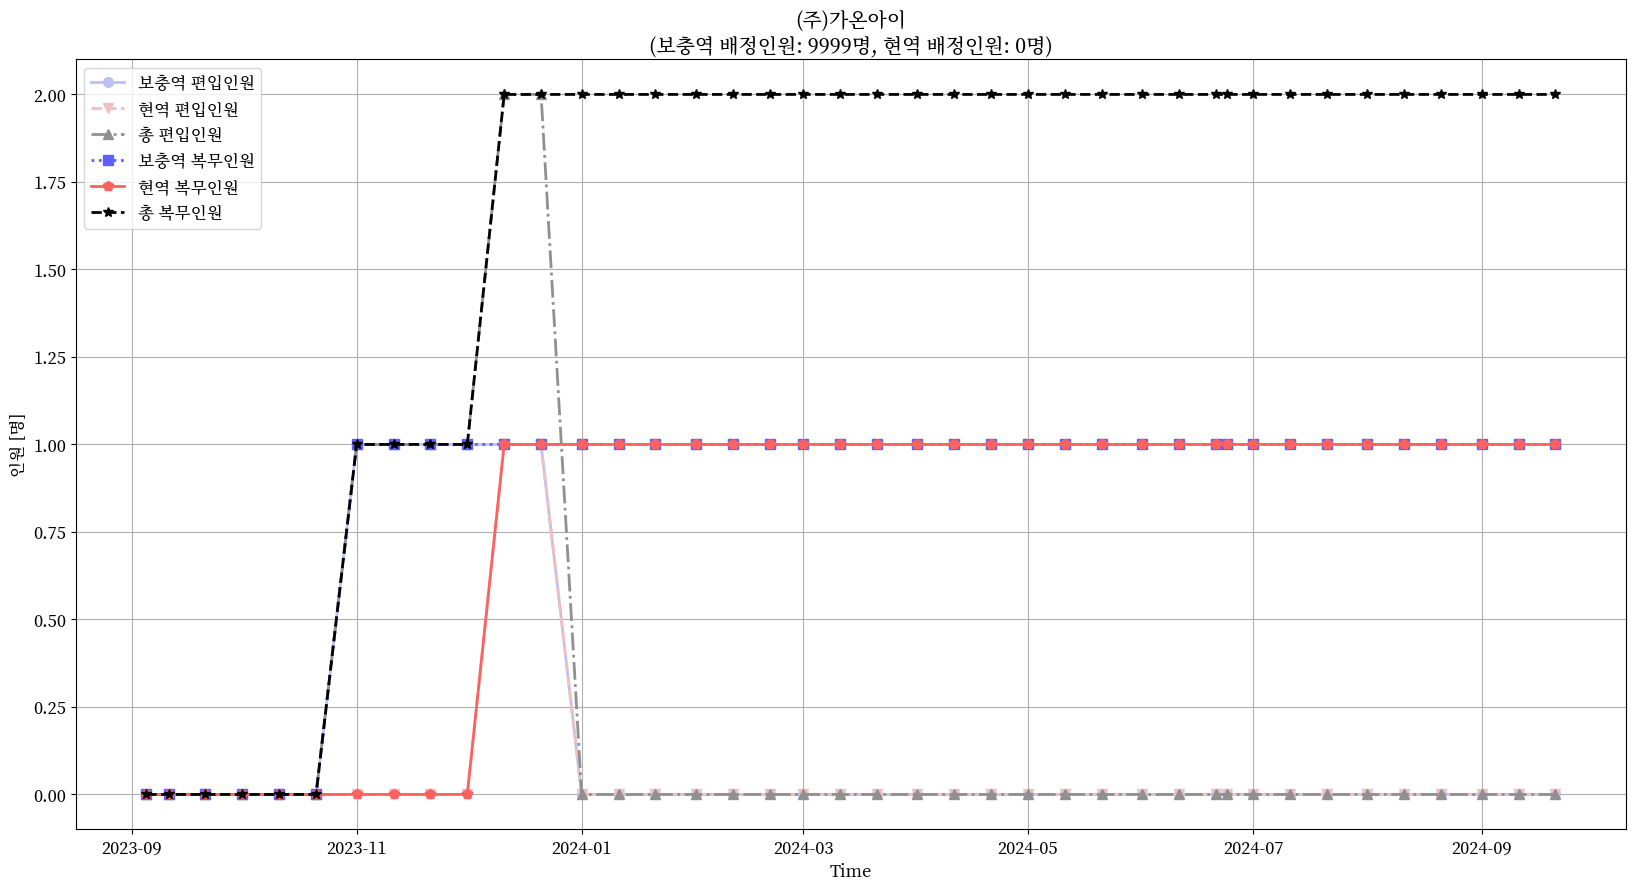 (주)가온아이
(보충역 배정인원: 9999명, 현역 배정인원: 0명)
보충역 편입인원
현역 편입인원
총 편입인원
보충역 복무인원
현역 복무인원
총 복무인원
2.00
1.75
1.50
1.25
1.00
0.75
0.50
0.25
0.00
인원 [명]
2023-09
2023-11
2024-01
2024-03
2024-05
2024-07
2024-09
Time